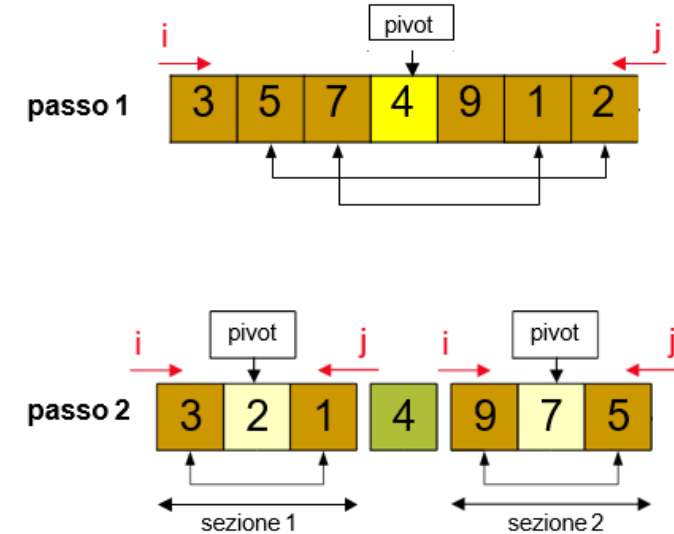 pivot
i
j
passo 1
3 5 7 4 9 1 2
pivot
pivot
i
j
i
j
passo 2
3 2 1 4 9 7 5
sezione 1
sezione 2